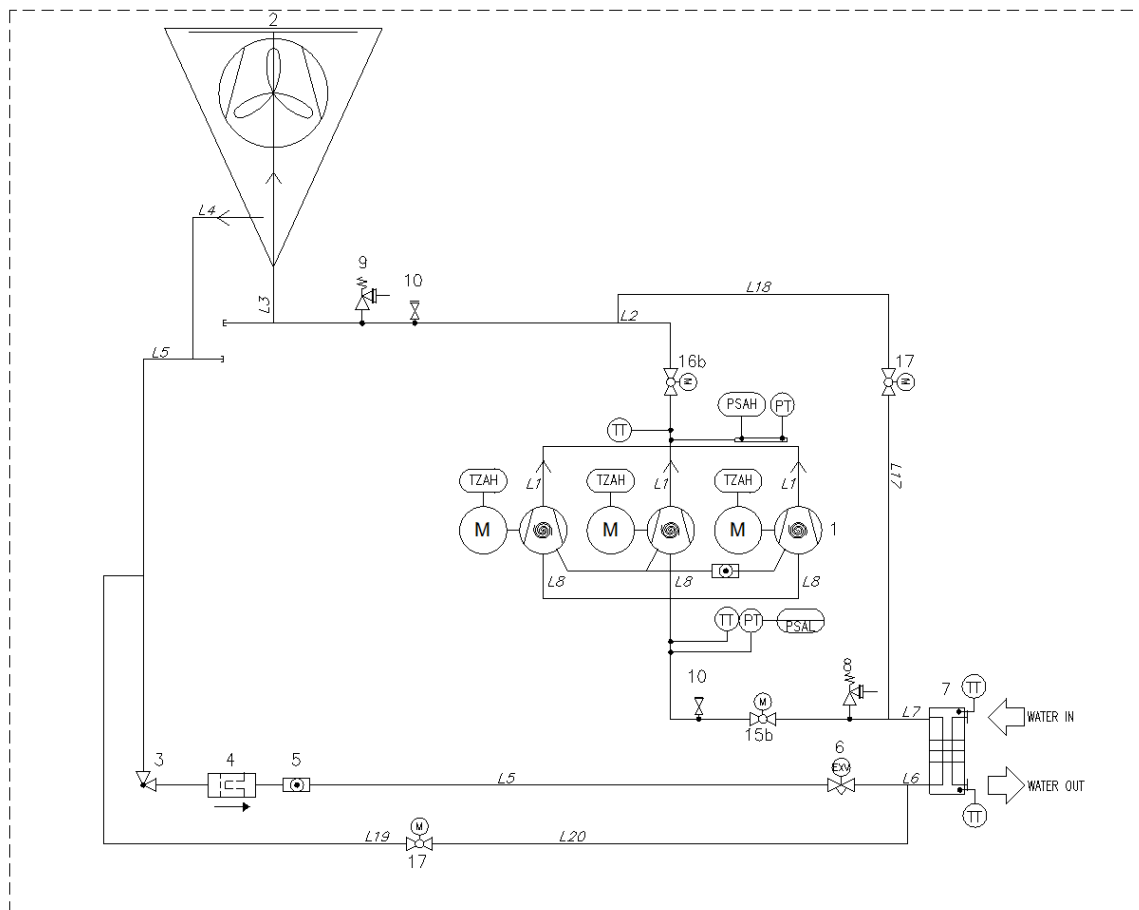 2
L4
9
10
L3
L18
L2
L5
16b
N
17
N
PSAH
PT
TT
L17
TZAH
TZAH
TZAH
L1
L1
L1
M
M
M
1
L8
L8
L8
TT
PT
PSAL
10
8
7
TT
M
L7
WATER IN
15b
3
4
5
6
EXV
L5
L6
WATER OUT
TT
M
L19
L20
17